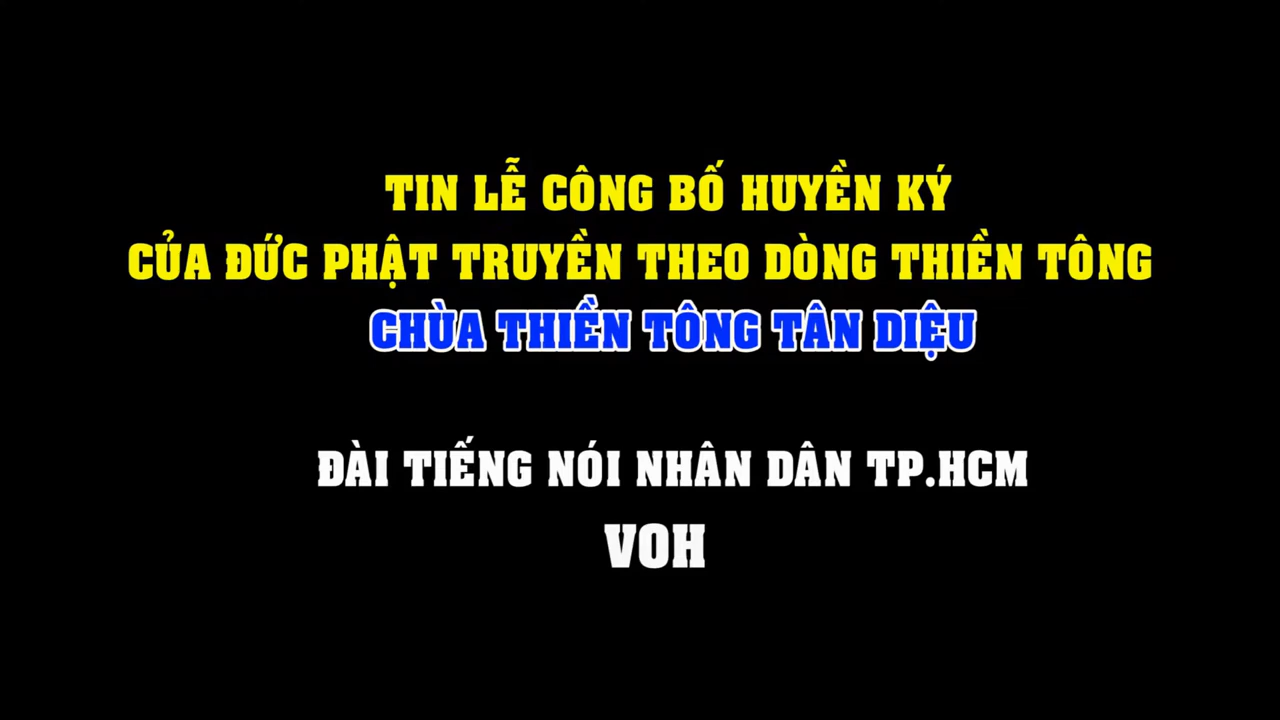 TIN LỄ CÔNG BỐ HUYỀN KÝ
CỦA ĐỨC PHẬT TRUYỀN THEO DÒNG THIỀN TÔNG
CHÙA THIỀN TÔNG TÂN DIỆU
ĐÀI TIẾNG NÓI NHÂN DÂN TP.HCM
VOH